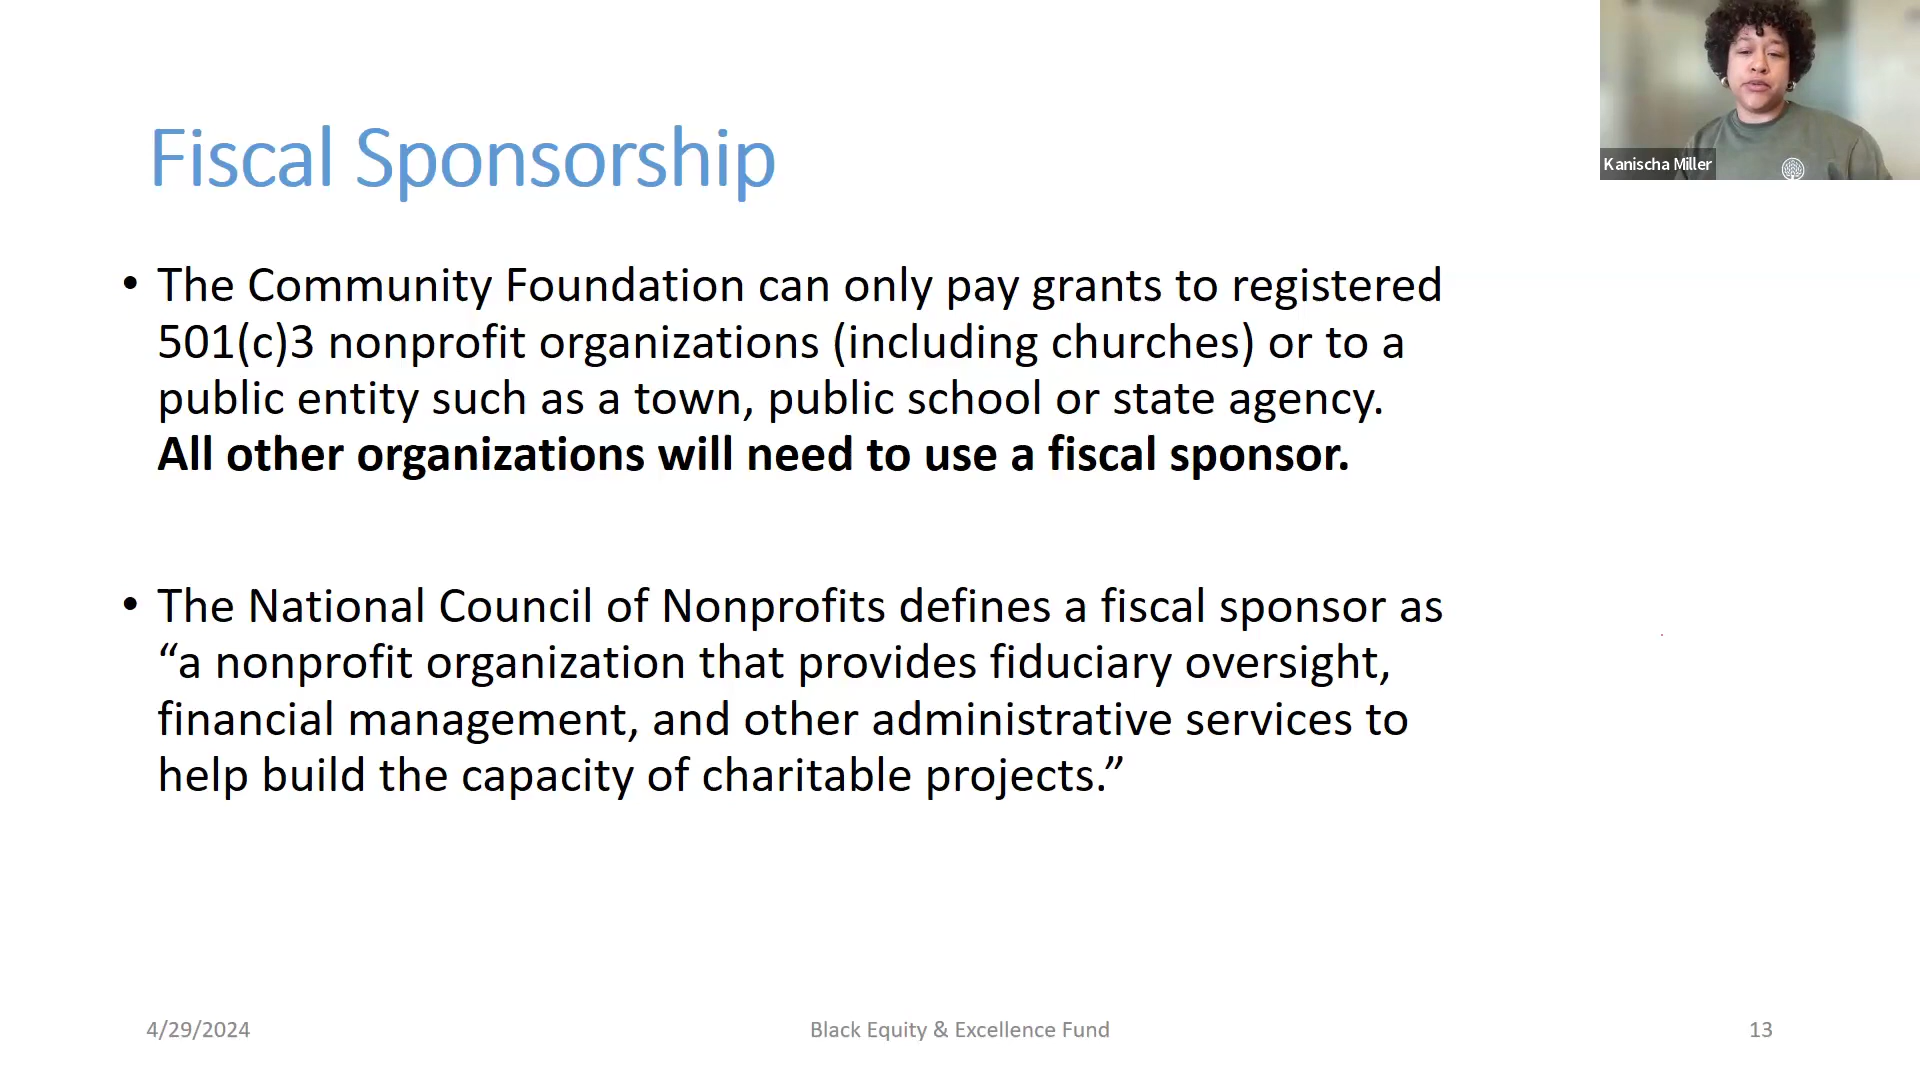 Kanischa Miller
Fiscal Sponsorship
• The Community Foundation can only pay grants to registered
501(c)3 nonprofit organizations (including churches) or to a
public entity such as a town, public school or state agency.
All other organizations will need to use a fiscal sponsor.
• The National Council of Nonprofits defines a fiscal sponsor as
“a nonprofit organization that provides fiduciary oversight,
financial management, and other administrative services to
help build the capacity of charitable projects.”
4/29/2024
Black Equity & Excellence Fund
13